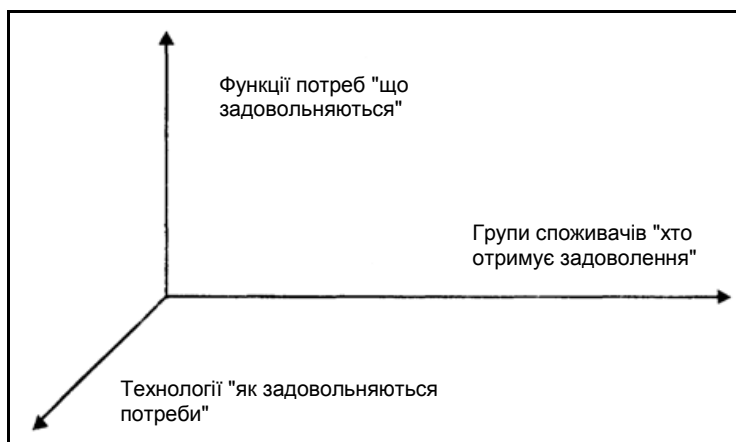 Функції потреб "що
задовольняються"
Групи споживачів "хто
отримує задоволення"
Технології "як задовольняються
потреби"